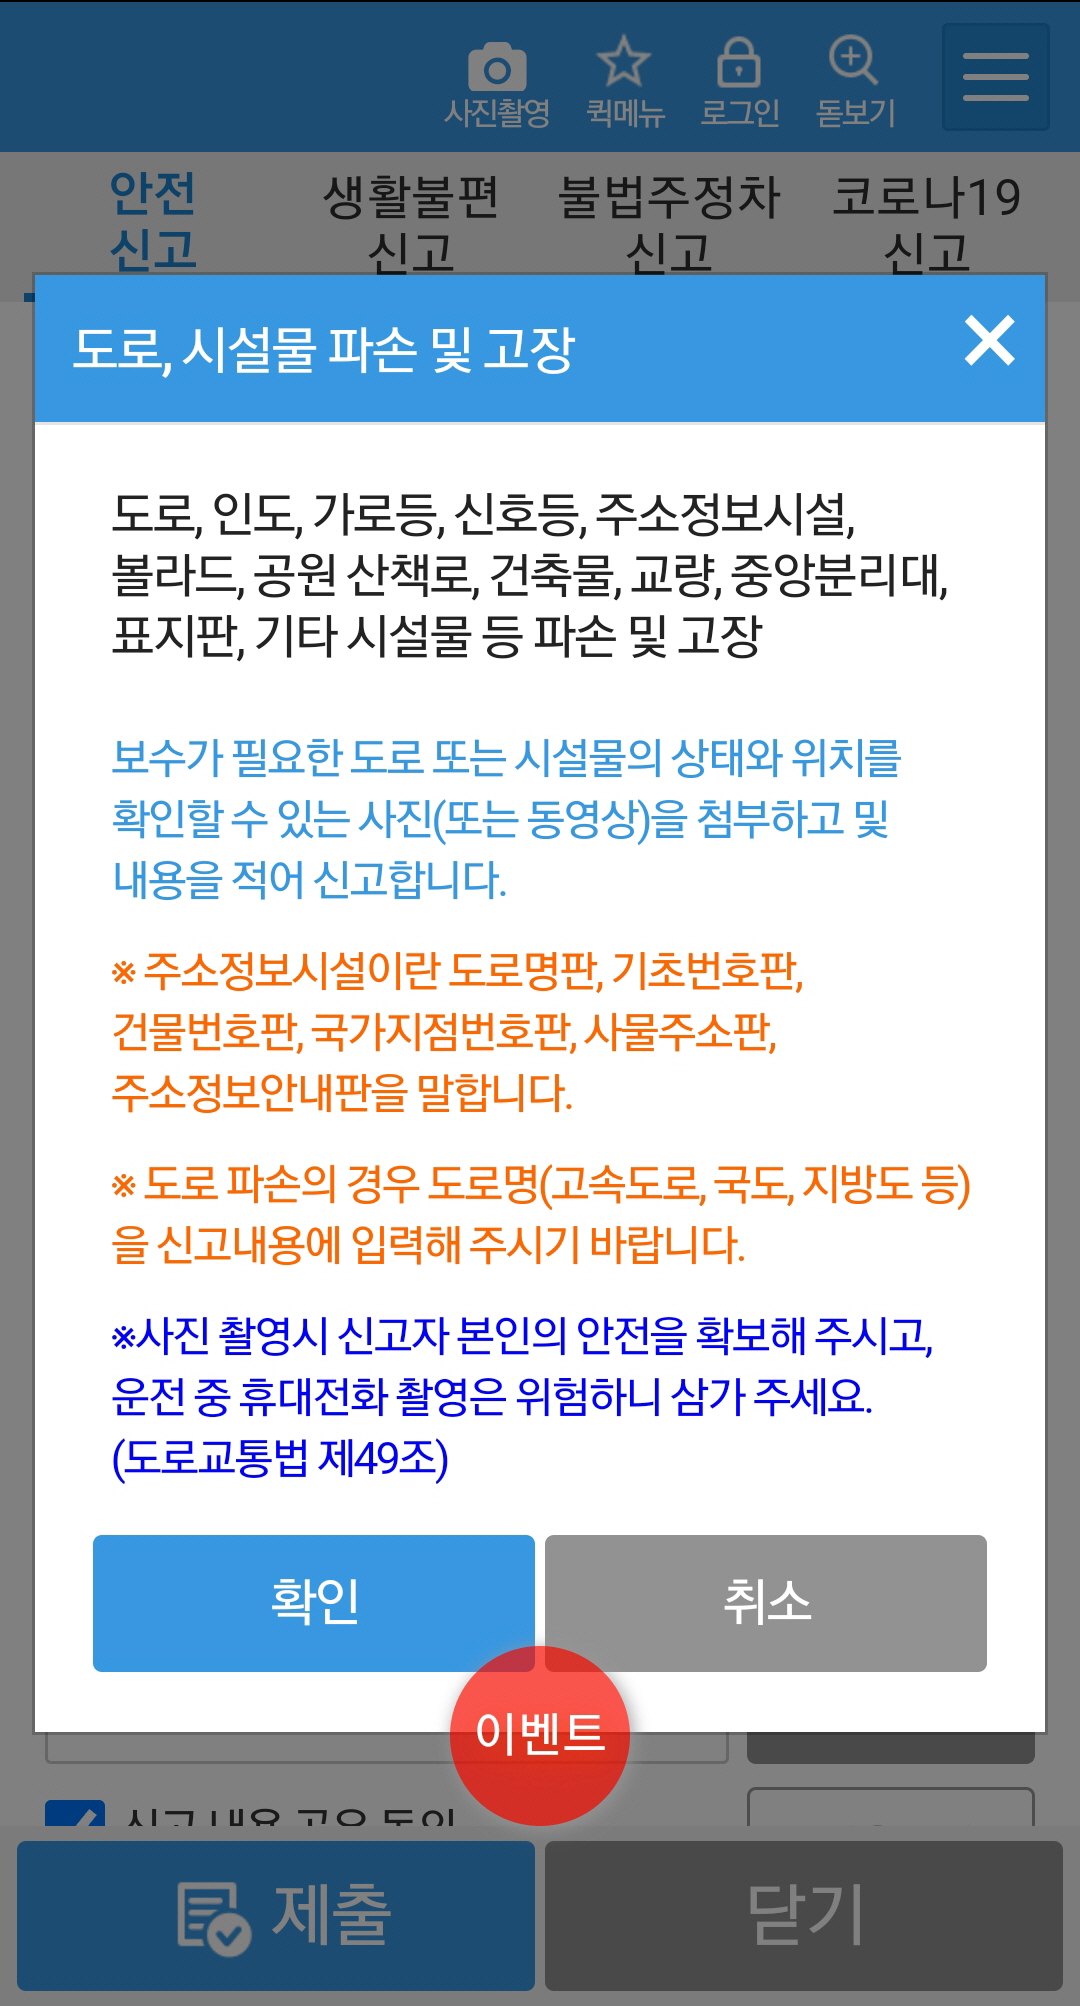 사진촬영
퀵메뉴
로그인
돋보기
안전
신고
생활불편
신고
불법주정차
신고
코로나19
신고
도로, 시설물 파손 및 고장
도로, 인도, 가로등, 신호등, 주소정보시설,
볼라드, 공원 산책로, 건축물, 교량, 중앙분리대,
표지판, 기타 시설물 등 파손 및 고장
보수가 필요한 도로 또는 시설물의 상태와 위치를
확인할 수 있는 사진(또는 동영상)을 첨부하고 및
내용을 적어 신고합니다.
※ 주소정보시설이란 도로명판, 기초번호판,
건물번호판, 국가지점번호판, 사물주소판,
주소정보안내판을 말합니다.
※ 도로 파손의 경우 도로명(고속도로, 국도, 지방도 등)
을 신고내용에 입력해 주시기 바랍니다.
※사진 촬영시 신고자 본인의 안전을 확보해 주시고,
운전 중 휴대전화 촬영은 위험하니 삼가 주세요.
(도로교통법 제49조)
확인
취소
이벤트
신고 내용 공유 동의
제출
닫기